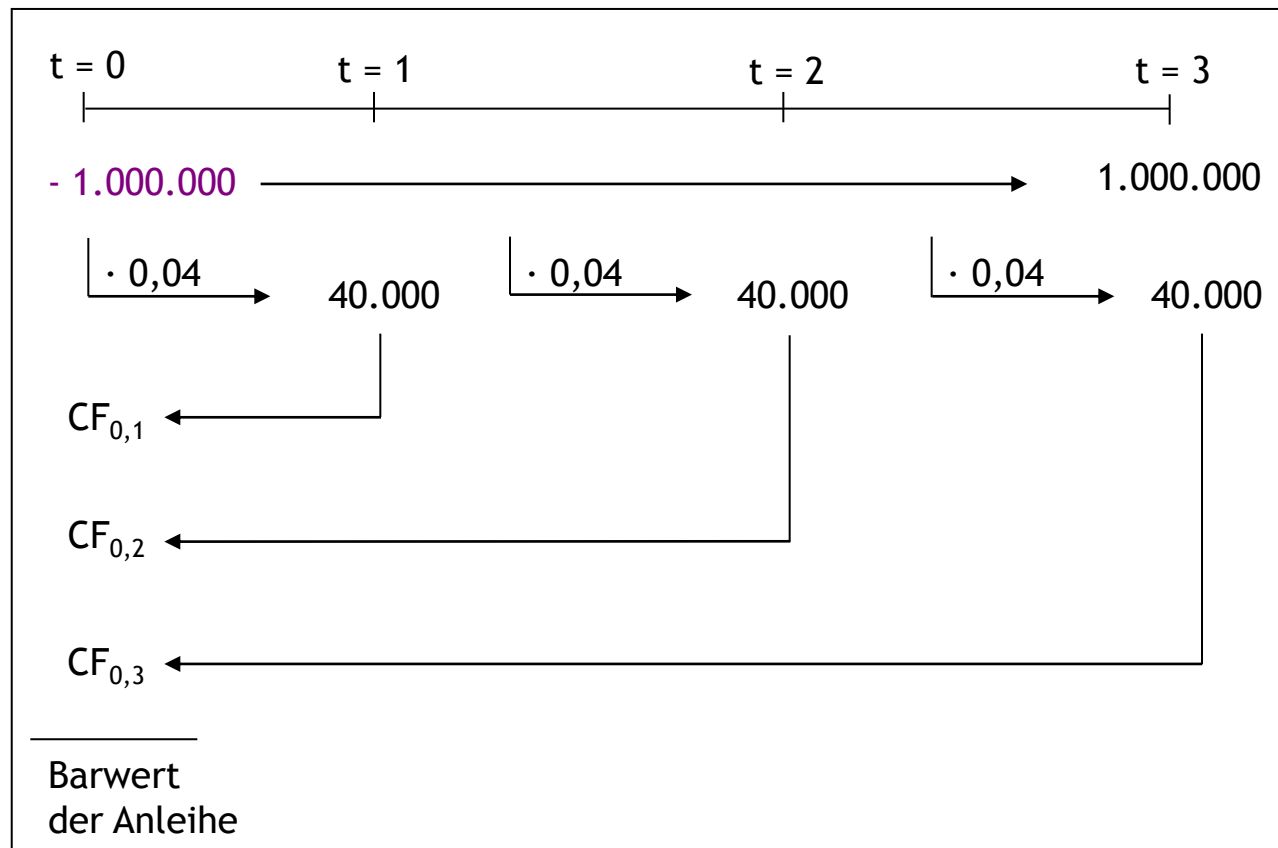 t = 0 t = 1 t = 2 t = 3
- 1.000.000 1.000.000
· 0,04 40.000 · 0,04 40.000 · 0,04 40.000
CF0,1
CF0,2
CF0,3
Barwert
der Anleihe